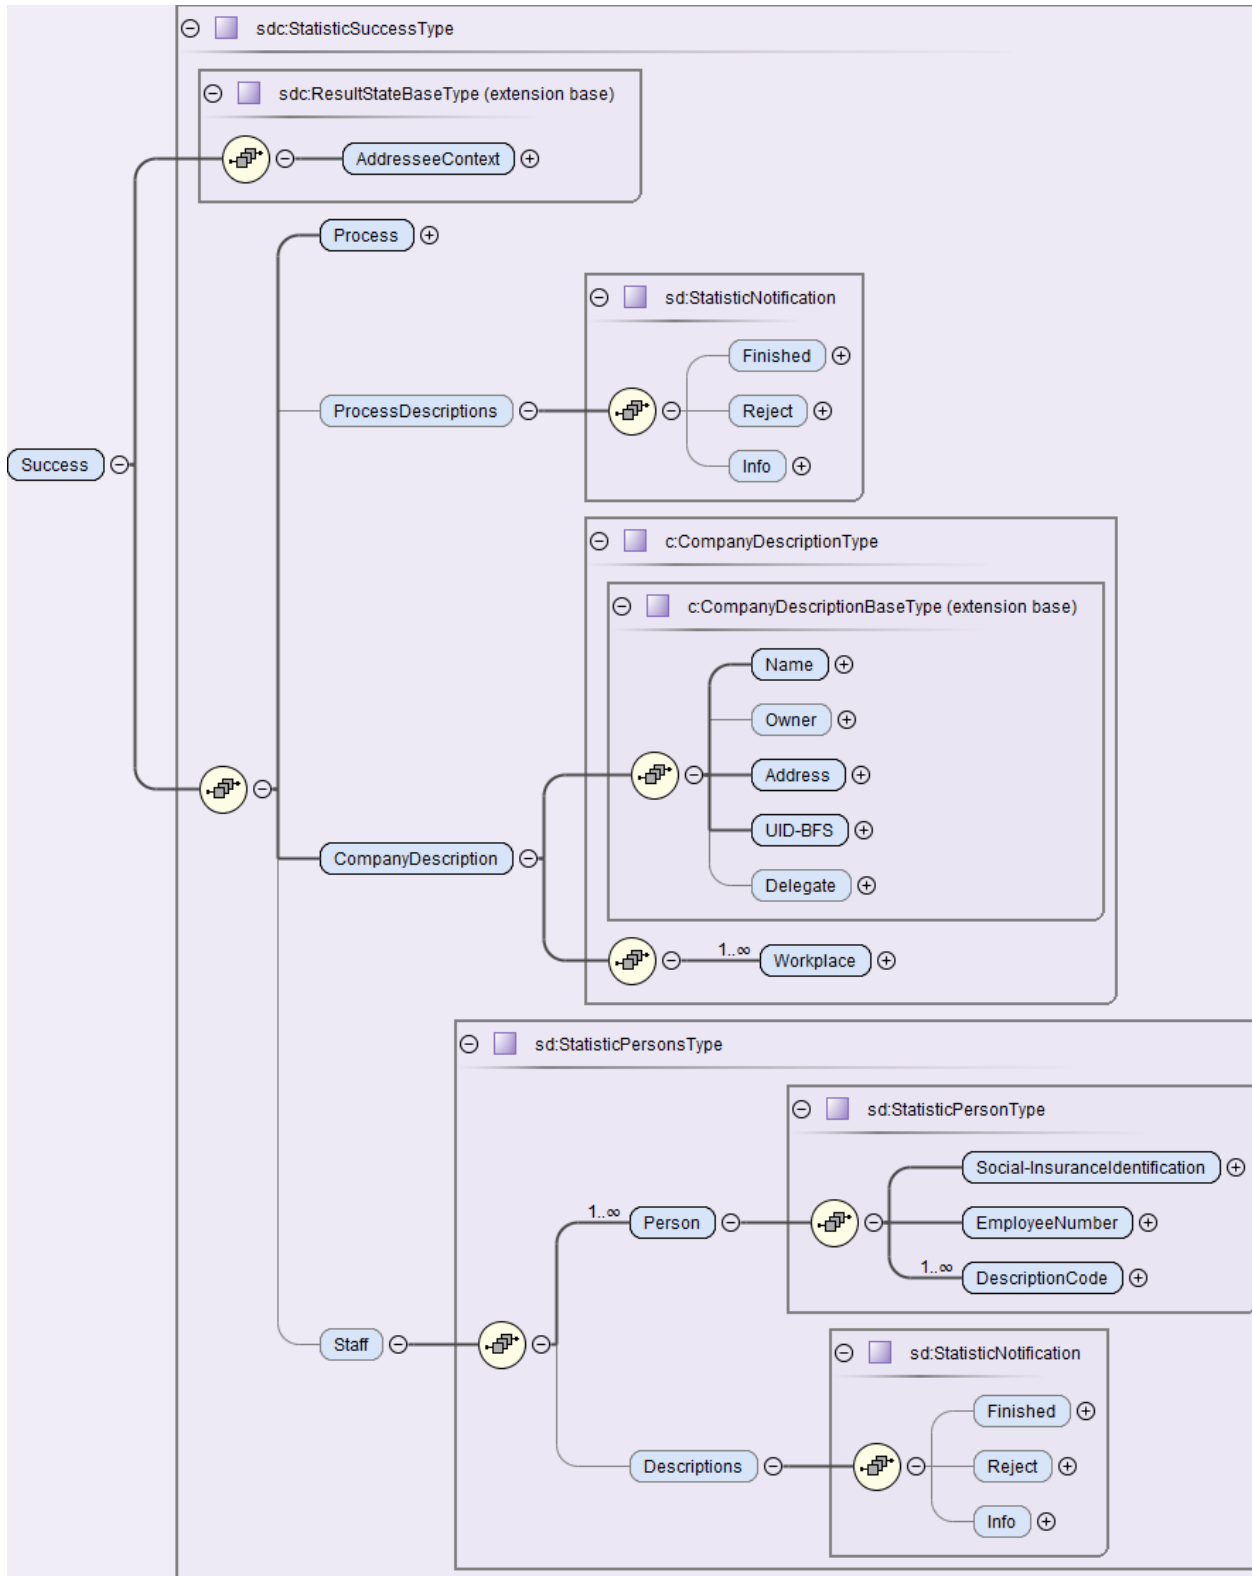 sdc:StatisticSuccessType
sdc:ResultStateBaseType (extension base)
AddresseeContext
Process
sd:StatisticNotification
Finished
ProcessDescriptions
Reject
Info
Success
c:CompanyDescriptionType
c:CompanyDescriptionBaseType (extension base)
Name
Owner
Address
UID-BFS
CompanyDescription
Delegate
1..∞ Workplace
sd:StatisticPersonsType
sd:StatisticPersonType
Social-InsuranceIdentification
1..∞ Person
EmployeeNumber
1..∞ DescriptionCode
Staff
sd:StatisticNotification
Finished
Descriptions
Reject
Info